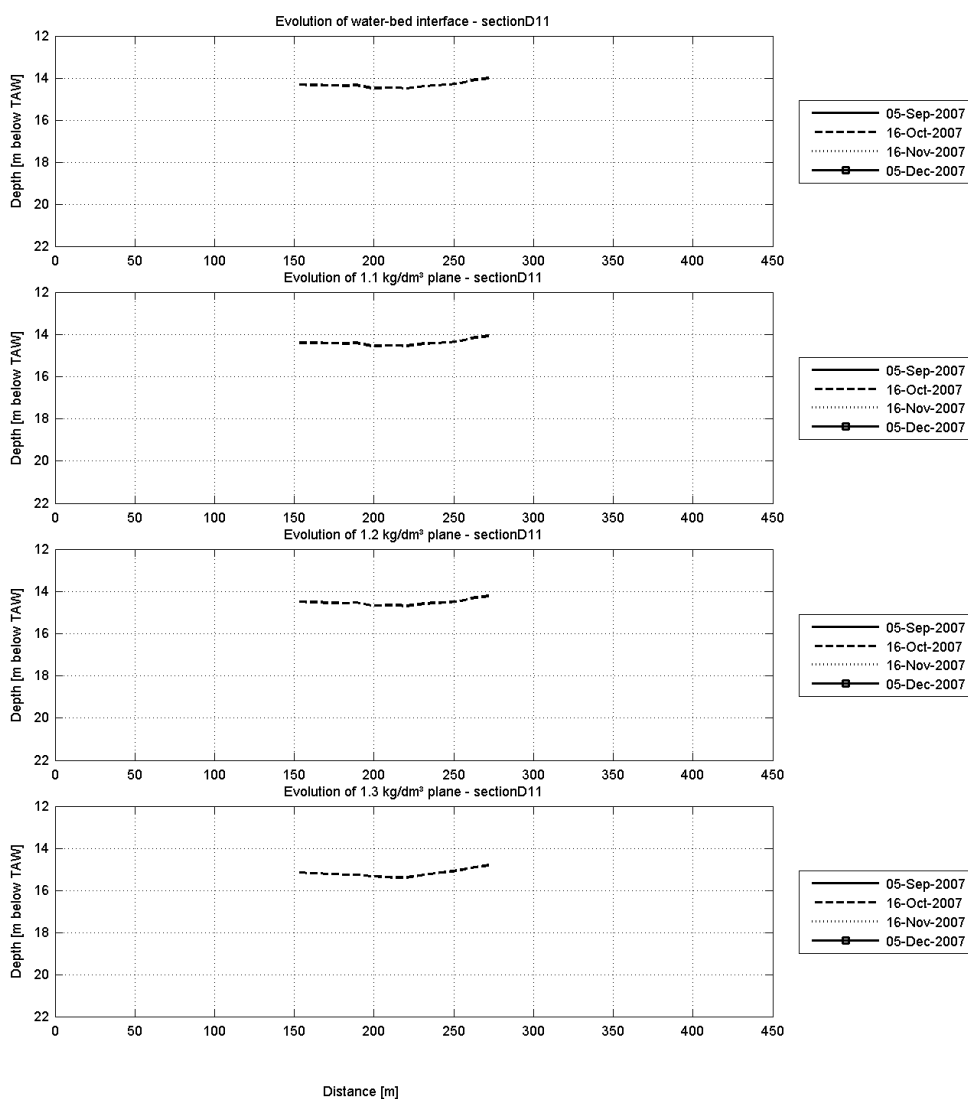 Evolution of water-bed interface - sectionD11
12
14
16
18
20
22
Depth [m below TAW]
0 50 100 150 200 250 300 350 400 450
05-Sep-2007
16-Oct-2007
16-Nov-2007
05-Dec-2007
Evolution of 1.1 kg/dm³ plane - sectionD11
12
14
16
18
20
22
Depth [m below TAW]
0 50 100 150 200 250 300 350 400 450
05-Sep-2007
16-Oct-2007
16-Nov-2007
05-Dec-2007
Evolution of 1.2 kg/dm³ plane - sectionD11
12
14
16
18
20
22
Depth [m below TAW]
0 50 100 150 200 250 300 350 400 450
05-Sep-2007
16-Oct-2007
16-Nov-2007
05-Dec-2007
Evolution of 1.3 kg/dm³ plane - sectionD11
12
14
16
18
20
22
Depth [m below TAW]
0 50 100 150 200 250 300 350 400 450
05-Sep-2007
16-Oct-2007
16-Nov-2007
05-Dec-2007
Distance [m]